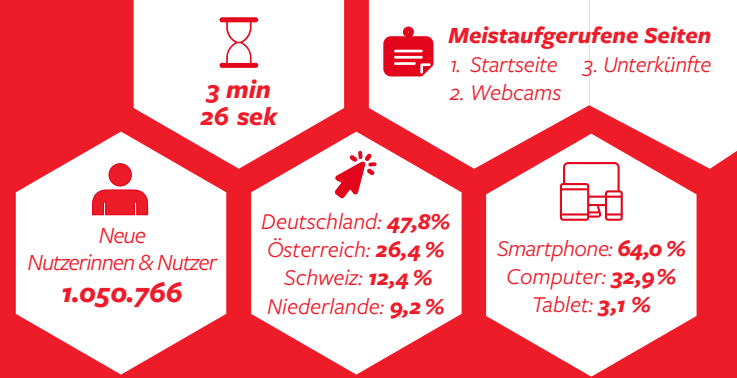 3 min
26 sek
Meistaufgerufene Seiten
1. Startseite 3. Unterkünfte
2. Webcams
Neue
Nutzerinnen & Nutzer
1.050.766
Deutschland: 47,8%
Österreich: 26,4 %
Schweiz: 12,4 %
Niederlande: 9,2 %
Smartphone: 64,0 %
Computer: 32,9%
Tablet: 3,1 %